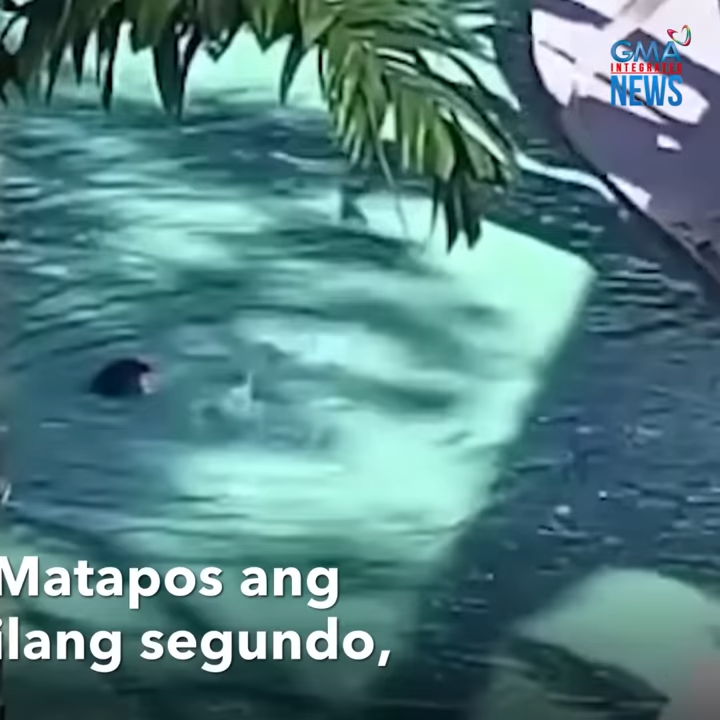 GMA
INTEGRATED
NEWS
Matapos ang
ilang segundo,